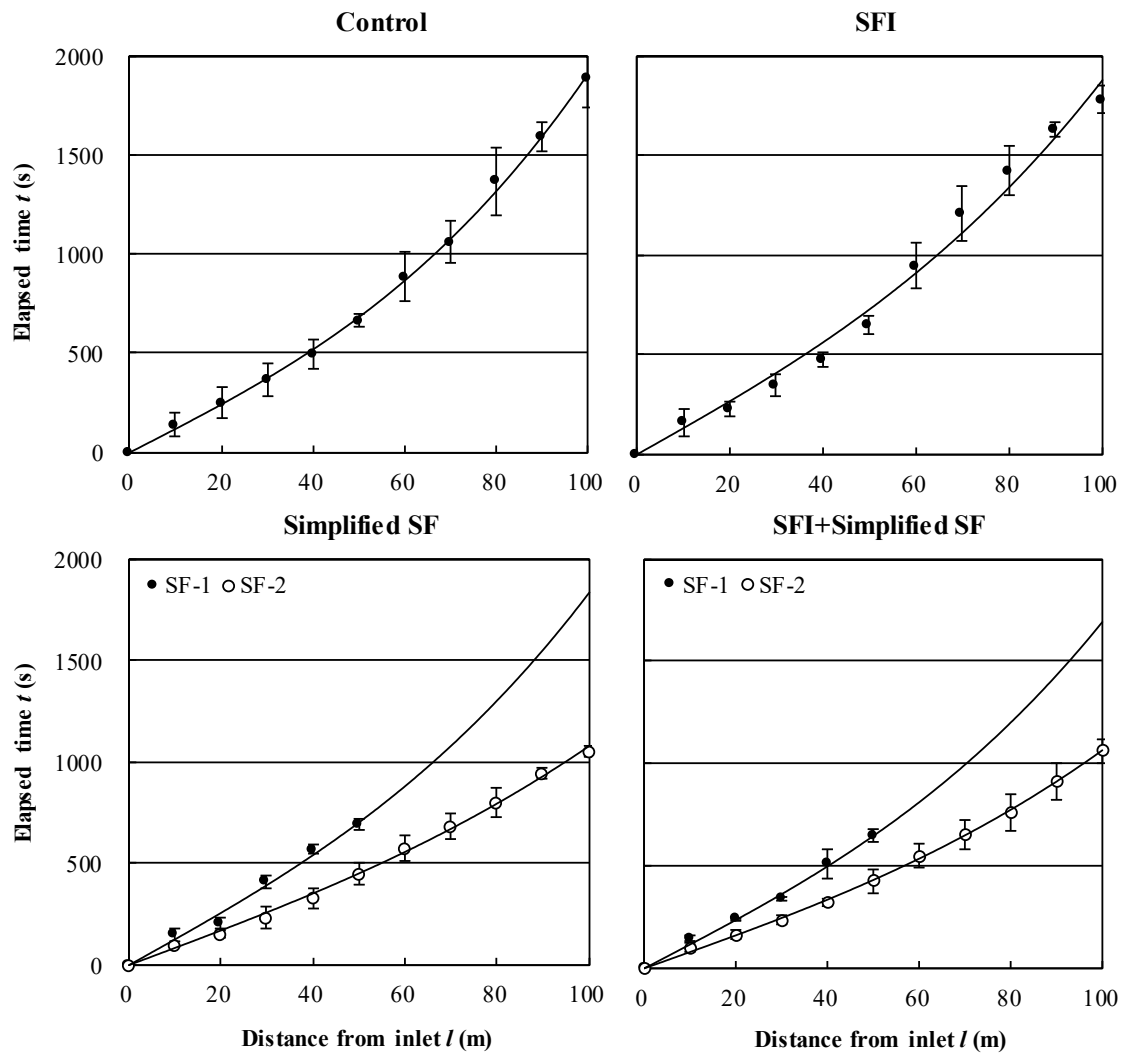 Control
SFI
2000
1500
1000
500
0
Elapsed time t (s)
0 20 40 60 80 100
0 20 40 60 80 100
Simplified SF
SFI+Simplified SF
2000
1500
1000
500
0
Elapsed time t (s)
SF-1 SF-2
SF-1 SF-2
0 20 40 60 80 100
0 20 40 60 80 100
Distance from inlet l (m)
Distance from inlet l (m)